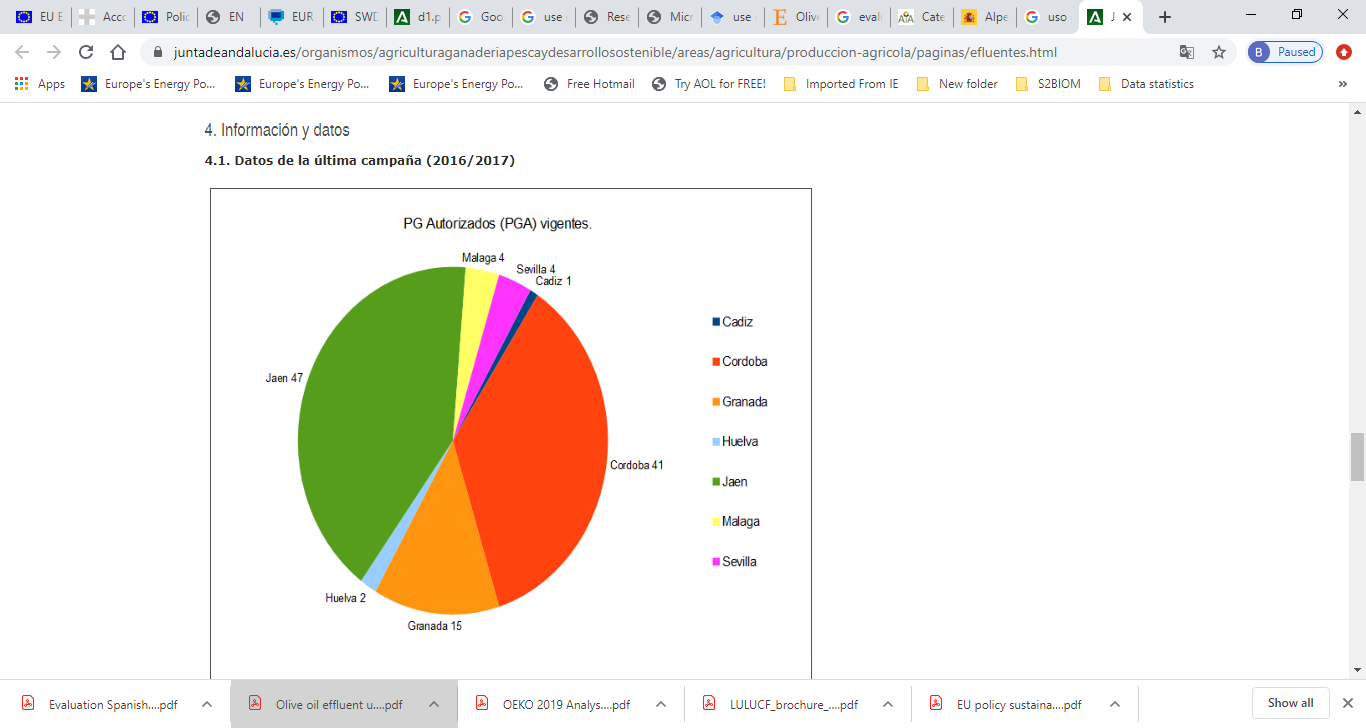 EU E
Acco
Polic
EN
EUR
SWD
d1.p
Goo
use
Rese
Micr
use
Olive
evalu
Cate
Alpe
uso
J
juntadeandalucia.es/organismos/agriculturaganaderiapescaydesarrollosostenible/areas/agricultura/produccion-agricola/paginas/efluentes.html
B Paused
Apps
Europe's Energy Po...
Europe's Energy Po...
Europe's Energy Po...
Free Hotmail
Try AOL for FREE!
Imported From IE
New folder
S2BIOM
Data statistics
»
4. Información y datos
4.1. Datos de la última campaña (2016/2017)
PG Autorizados (PGA) vigentes.
Malaga 4
Sevilla 4
Cadiz 1
Jaen 47
Cordoba 41
Huelva 2
Granada 15
Cadiz
Cordoba
Granada
Huelva
Jaen
Malaga
Sevilla
Evaluation Spanish....pdf
Olive oil effluent u....pdf
OEKO 2019 Analys....pdf
LULUCF_brochure_....pdf
EU policy sustaina....pdf
Show all